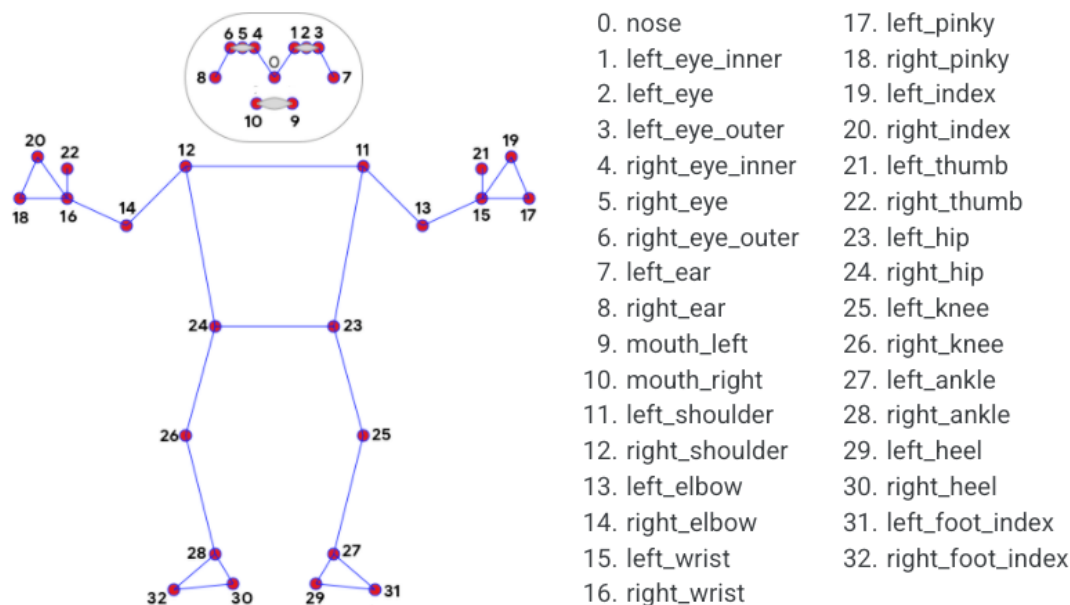 6 5 4 1 2 3
0
8 7
10 9
20 19
22 12 11 21
18 16 14 13 15 17
24 23
26 25
28 27
32 30 29 31
0. nose
1. left_eye_inner
2. left_eye
3. left_eye_outer
4. right_eye_inner
5. right_eye
6. right_eye_outer
7. left_ear
8. right_ear
9. mouth_left
10. mouth_right
11. left_shoulder
12. right_shoulder
13. left_elbow
14. right_elbow
15. left_wrist
16. right_wrist
17. left_pinky
18. right_pinky
19. left_index
20. right_index
21. left_thumb
22. right_thumb
23. left_hip
24. right_hip
25. left_knee
26. right_knee
27. left_ankle
28. right_ankle
29. left_heel
30. right_heel
31. left_foot_index
32. right_foot_index